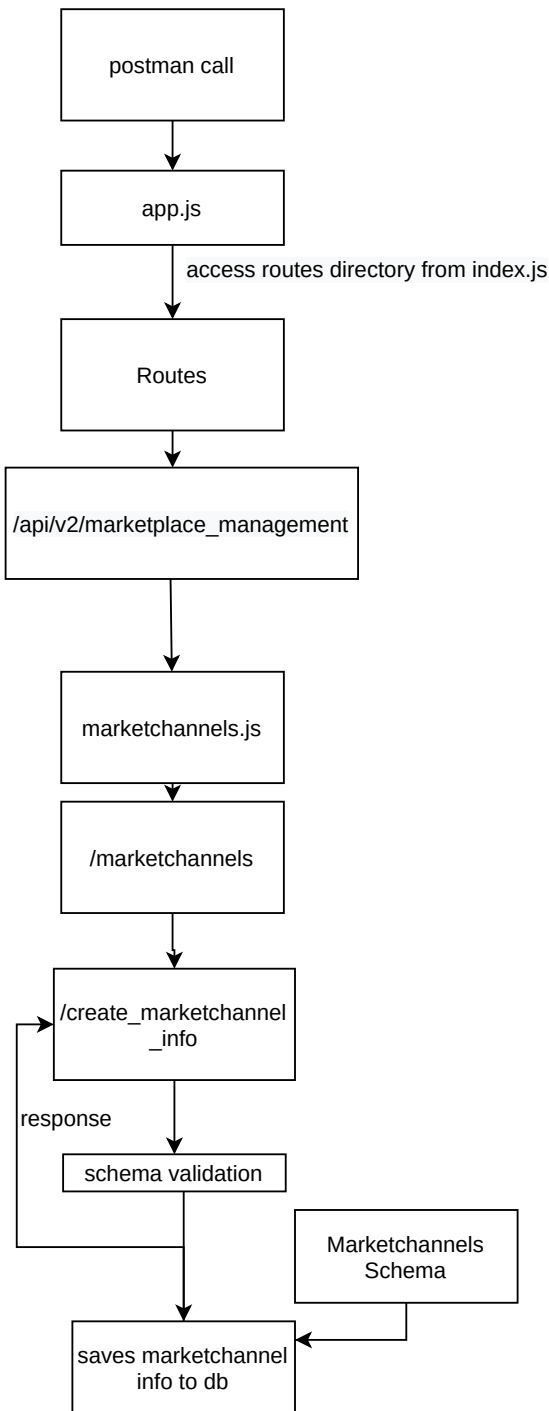 postman call
app.js
access routes directory from index.js
Routes
/api/v2/marketplace_management
marketchannels.js
/marketchannels
/create_marketchannel
_info
response
schema validation
Marketchannels
Schema
saves marketchannel
info to db